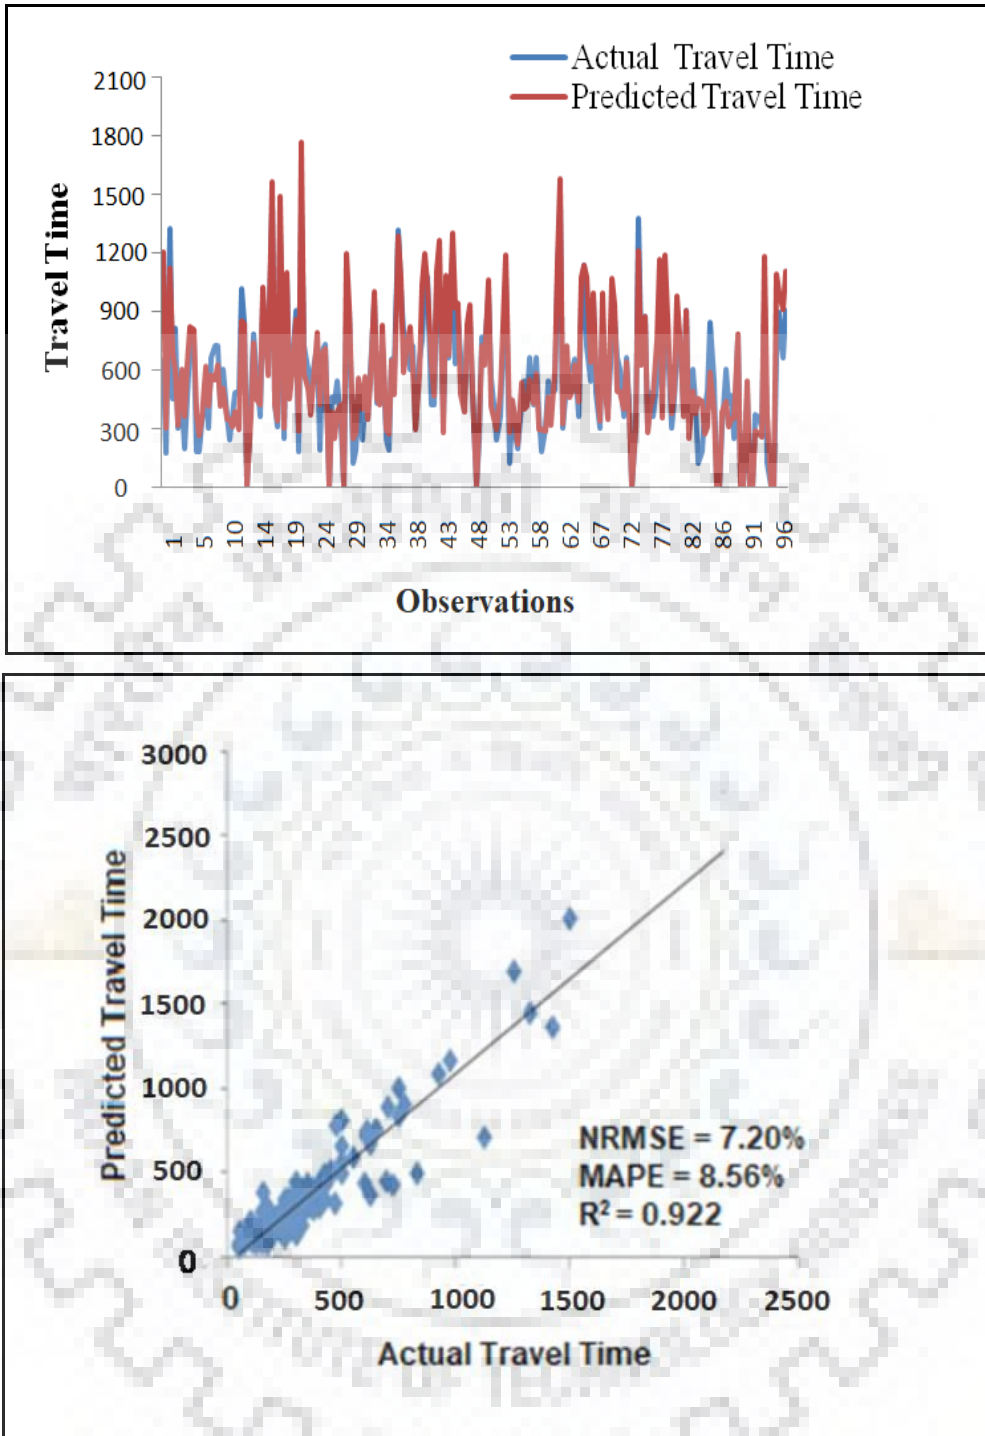 Actual Travel Time
Predicted Travel Time
2100
1800
1500
1200
900
600
300
0
Travel Time
1 5 10 14 19 24 29 34 38 43 48 53 58 62 67 72 77 82 86 91 96
Observations
3000
2500
2000
1500
1000
500
0
Predicted Travel Time
NRMSE = 7.20%
MAPE = 8.56%
R² = 0.922
0 500 1000 1500 2000 2500
Actual Travel Time